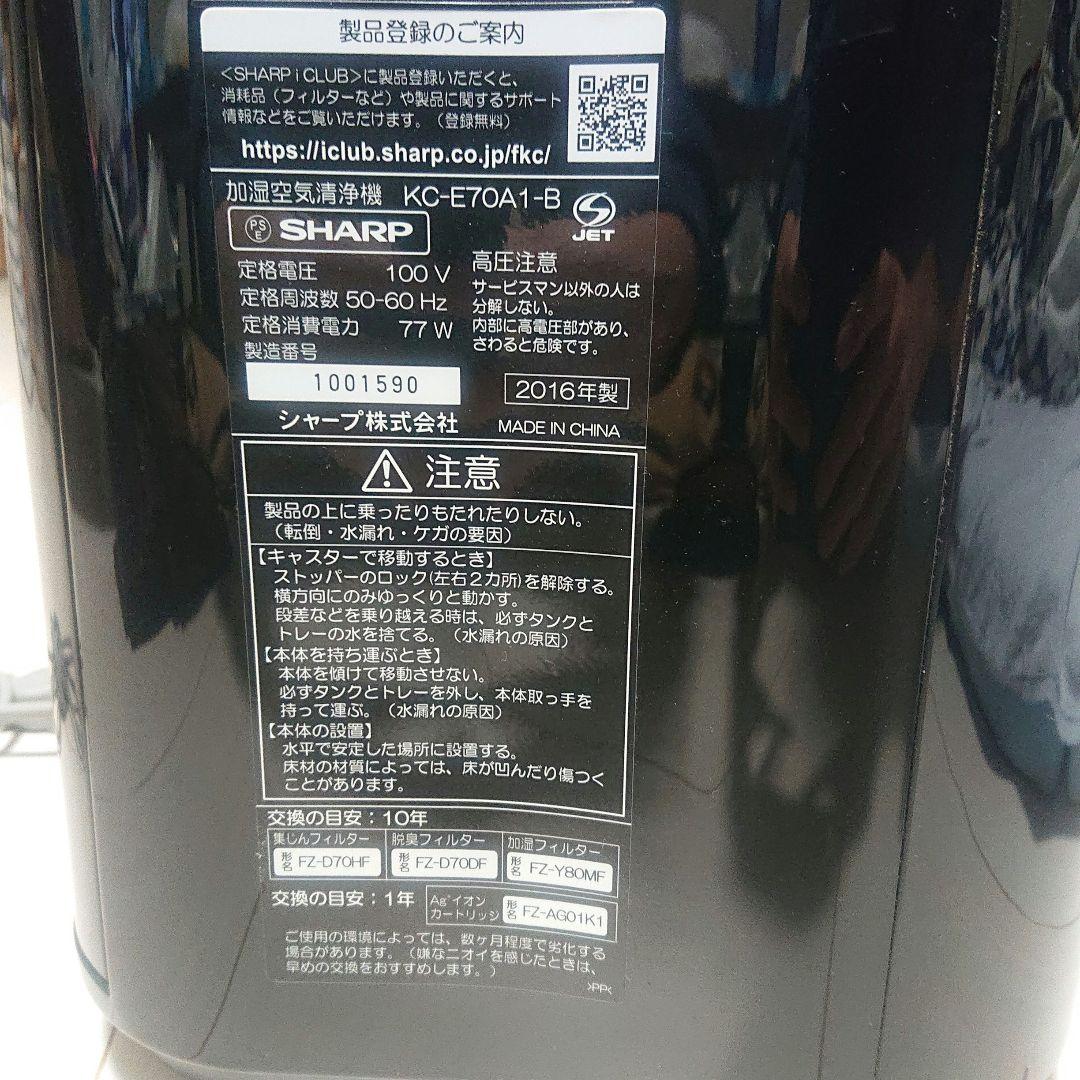 製品登録のご案内
<SHARP i CLUB>に製品登録いただくと、
消耗品（フィルターなど）や製品に関するサポート
情報などをご覧いただけます。（登録無料）
https://iclub.sharp.co.jp/fkc/
加湿空気清浄機 KC-E70A1-B
PSE SHARP
JET
定格電圧 100 V
定格周波数 50-60 Hz
定格消費電力 77 W
製造番号
1001590
高圧注意
サービスマン以外の人は
分解しない。
内部に高電圧部があり、
さわると危険です。
2016年製
シャープ株式会社 MADE IN CHINA
注意
製品の上に乗ったりもたれたりしない。
（転倒・水漏れ・ケガの要因）
【キャスターで移動するとき】
ストッパーのロック(左右２カ所)を解除する。
横方向にのみゆっくりと動かす。
段差などを乗り越える時は、必ずタンクと
トレーの水を捨てる。（水漏れの原因）
【本体を持ち運ぶとき】
本体を傾けて移動させない。
必ずタンクとトレーを外し、本体取っ手を
持って運ぶ。（水漏れの原因）
【本体の設置】
水平で安定した場所に設置する。
床材の材質によっては、床が凹んだり傷つく
ことがあります。
交換の目安：10年
集じんフィルター 脱臭フィルター 加湿フィルター
形名 FZ-D70HF 形名 FZ-D70DF 形名 FZ-Y80MF
交換の目安：1年
Ag⁺イオン
カートリッジ 形名 FZ-AG01K1
ご使用の環境によっては、数ヶ月程度で劣化する
場合があります。（嫌なニオイを感じたときは、
早めの交換をおすすめします。）
>PP<